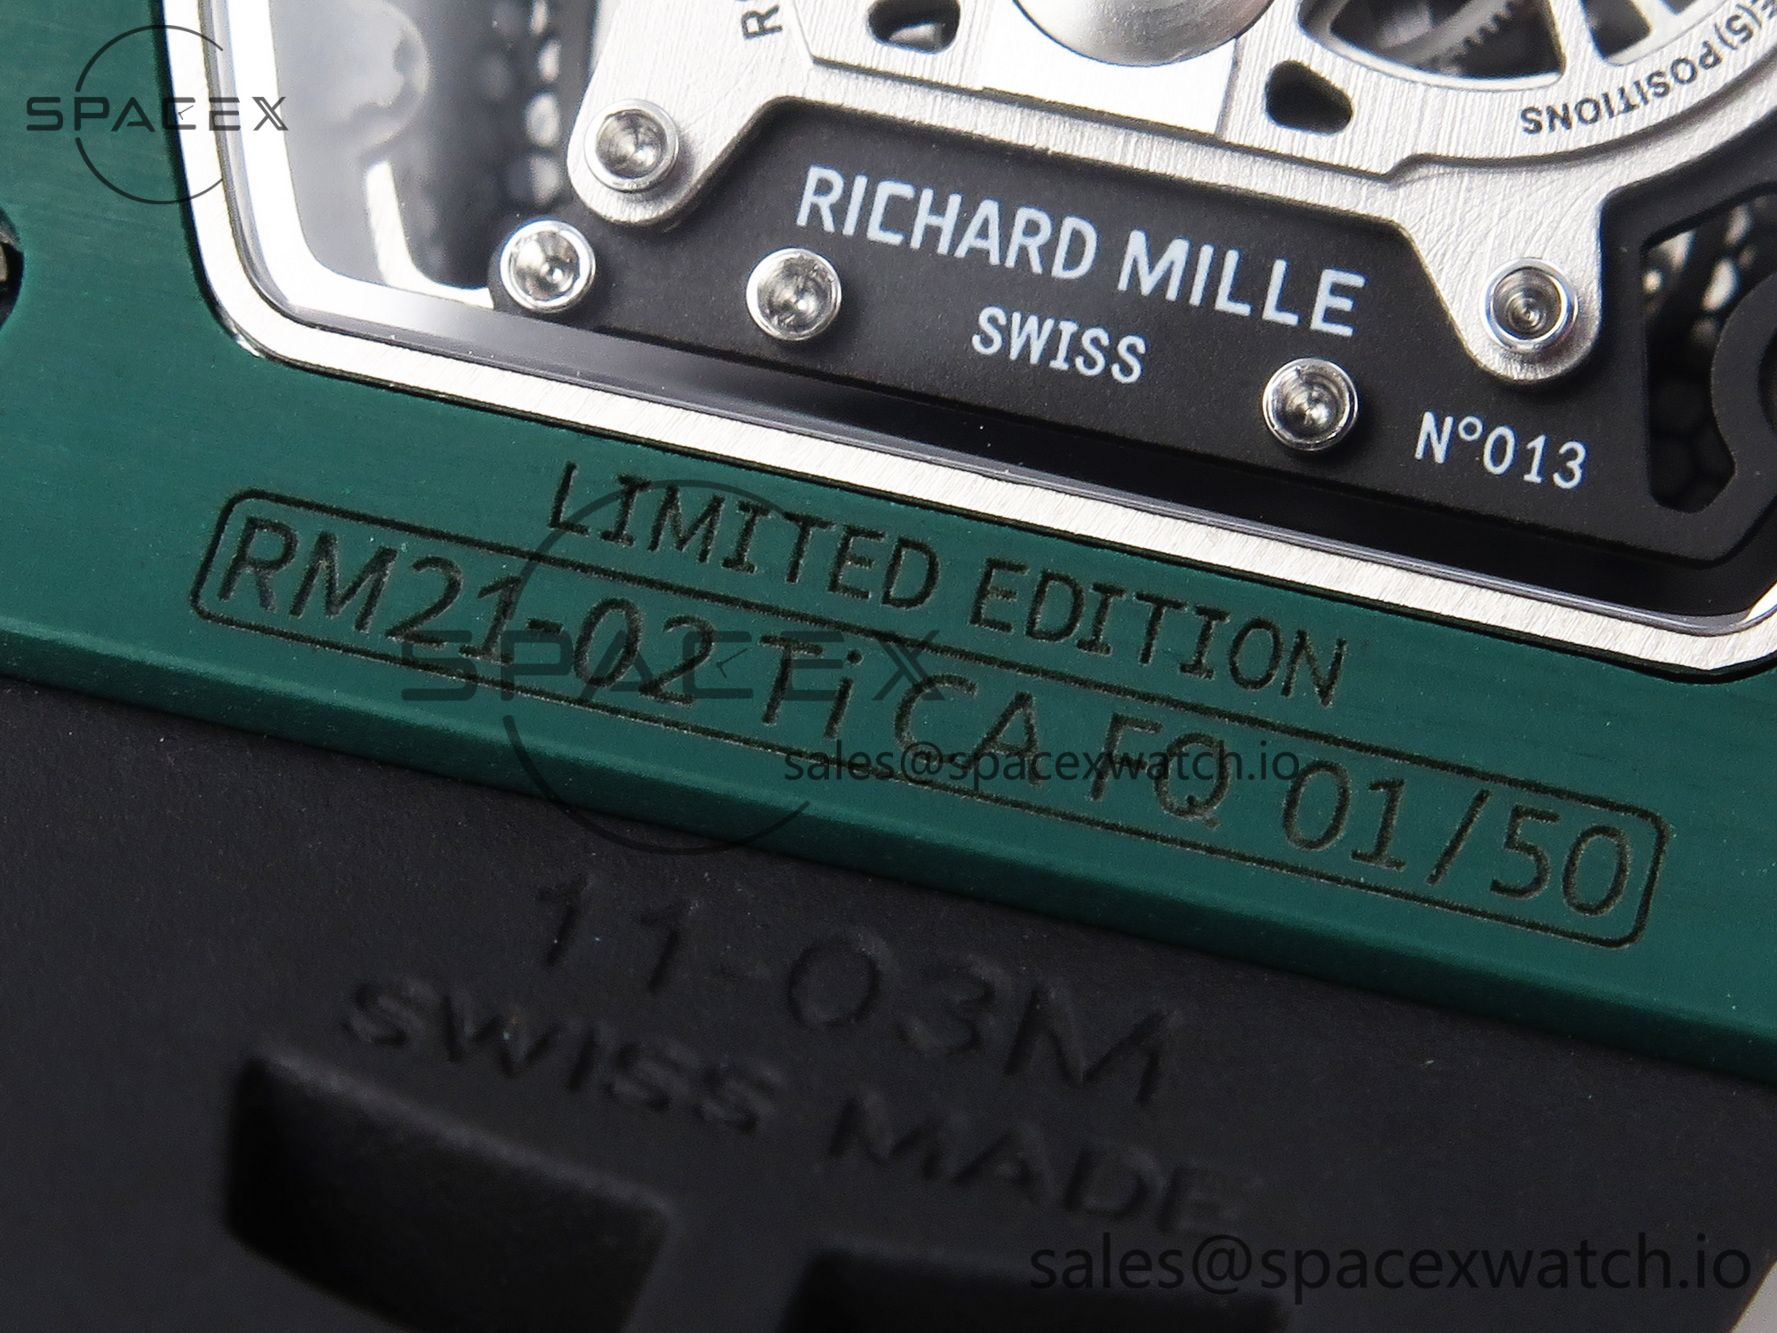 SPACEX
(5) POSITIONS
RICHARD MILLE
SWISS
N°013
LIMITED EDITION
RM21-02 Ti CA FQ 01/50
SPACEX
sales@spacexwatch.io
11-03M
SWISS MADE
sales@spacexwatch.io